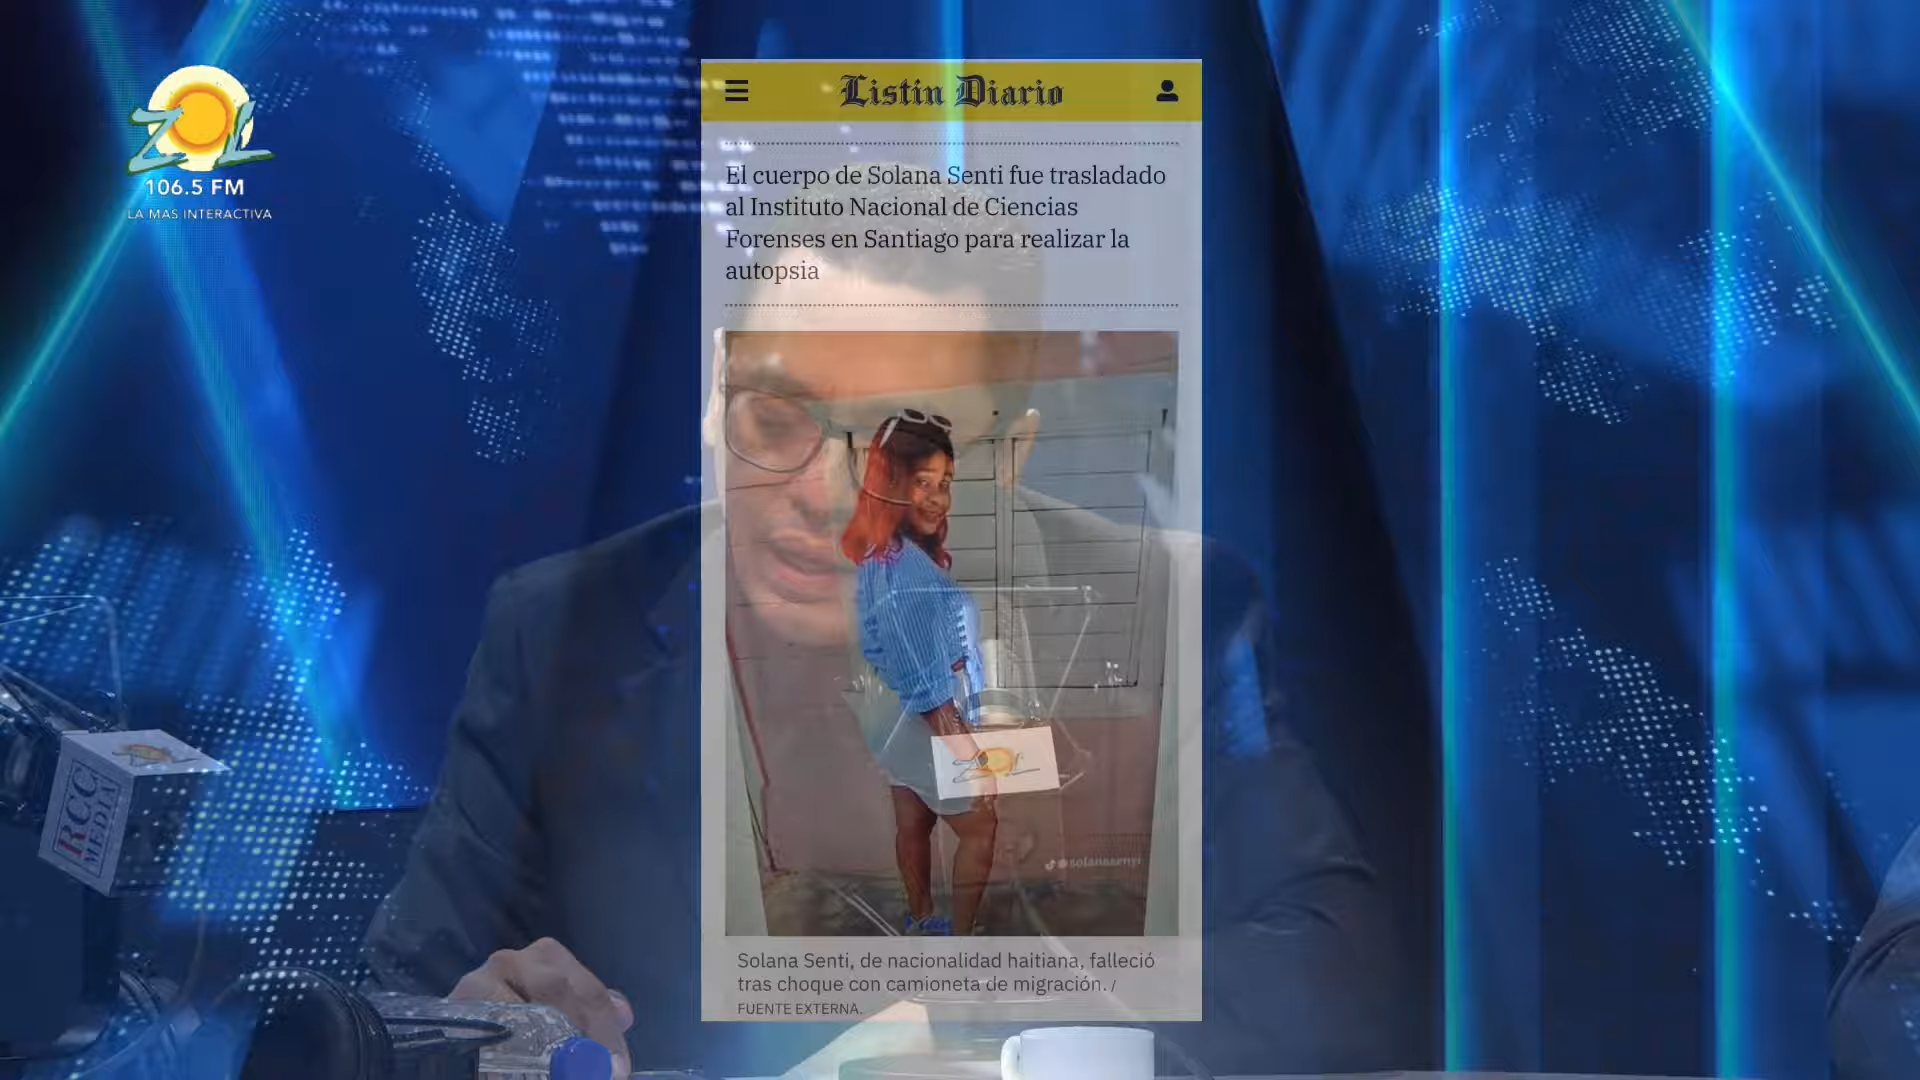 ZOL
106.5 FM
LA MAS INTERACTIVA
Listin Diario
El cuerpo de Solana Senti fue trasladado
al Instituto Nacional de Ciencias
Forenses en Santiago para realizar la
autopsia
ZOL
RCC
MEDIA
Solana Senti, de nacionalidad haitiana, falleció
tras choque con camioneta de migración. /
FUENTE EXTERNA.